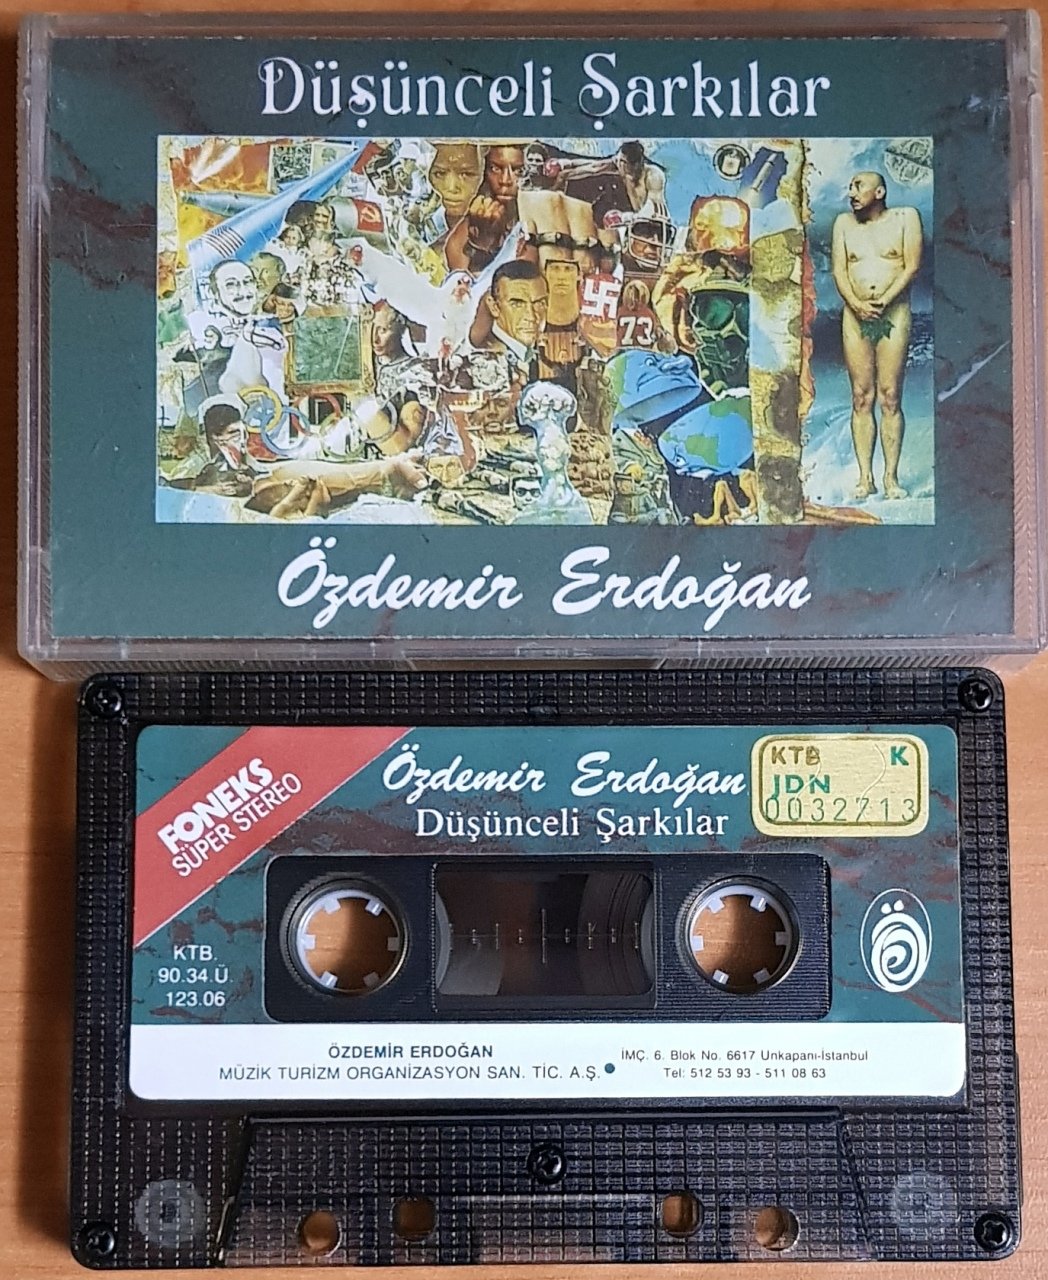 Düşünceli Şarkılar
73
Özdemir Erdoğan
FONEKS
SÜPER STEREO
Özdemir Erdoğan
Düşünceli Şarkılar
KTB K
JDN
0032713
KTB.
90.34.Ü.
123.06
Ö
ÖZDEMİR ERDOĞAN
MÜZİK TURİZM ORGANİZASYON SAN. TİC. A.Ş.
İMÇ. 6. Blok No. 6617 Unkapanı-İstanbul
Tel: 512 53 93 - 511 08 63